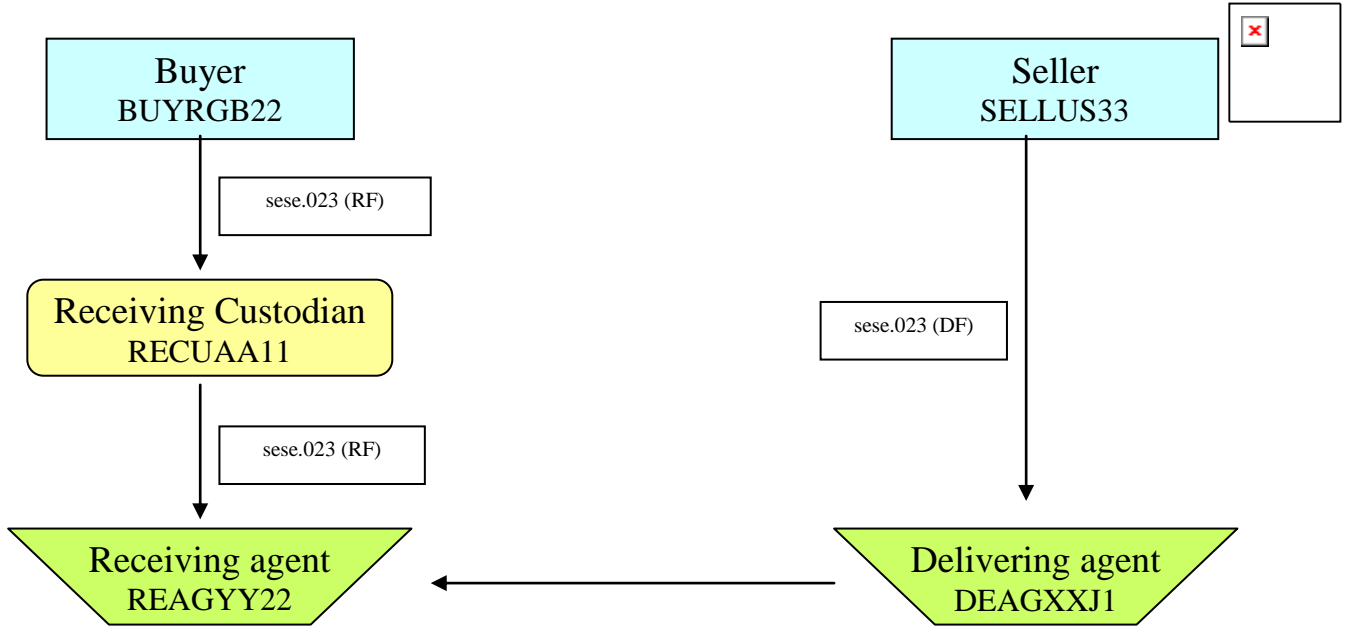 Buyer
BUYRGB22
Seller
SELLUS33
sese.023 (RF)
Receiving Custodian
RECUAA11
sese.023 (DF)
sese.023 (RF)
Receiving agent
REAGYY22
Delivering agent
DEAGXXJ1